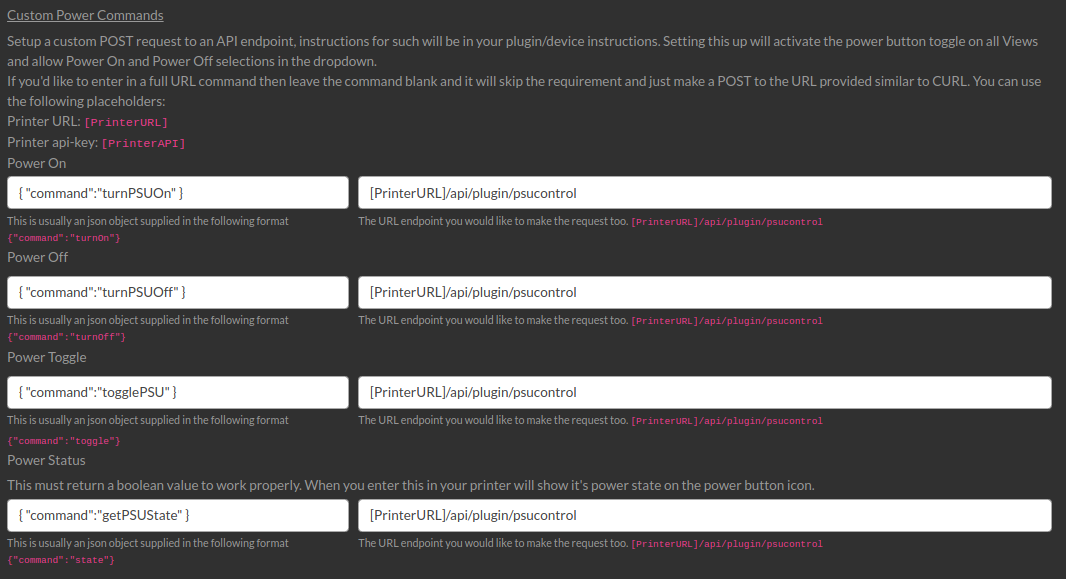 Custom Power Commands
Setup a custom POST request to an API endpoint, instructions for such will be in your plugin/device instructions. Setting this up will activate the power button toggle on all Views
and allow Power On and Power Off selections in the dropdown.
If you'd like to enter in a full URL command then leave the command blank and it will skip the requirement and just make a POST to the URL provided similar to CURL. You can use
the following placeholders:
Printer URL: [PrinterURL]
Printer api-key: [PrinterAPI]
Power On
{ "command":"turnPSUOn" } [PrinterURL]/api/plugin/psucontrol
This is usually an json object supplied in the following format The URL endpoint you would like to make the request too. [PrinterURL]/api/plugin/psucontrol
{"command":"turnOn"}
Power Off
{ "command":"turnPSUOff" } [PrinterURL]/api/plugin/psucontrol
This is usually an json object supplied in the following format The URL endpoint you would like to make the request too. [PrinterURL]/api/plugin/psucontrol
{"command":"turnOff"}
Power Toggle
{ "command":"togglePSU" } [PrinterURL]/api/plugin/psucontrol
This is usually an json object supplied in the following format The URL endpoint you would like to make the request too. [PrinterURL]/api/plugin/psucontrol
{"command":"toggle"}
Power Status
This must return a boolean value to work properly. When you enter this in your printer will show it's power state on the power button icon.
{ "command":"getPSUState" } [PrinterURL]/api/plugin/psucontrol
This is usually an json object supplied in the following format The URL endpoint you would like to make the request too. [PrinterURL]/api/plugin/psucontrol
{"command":"state"}